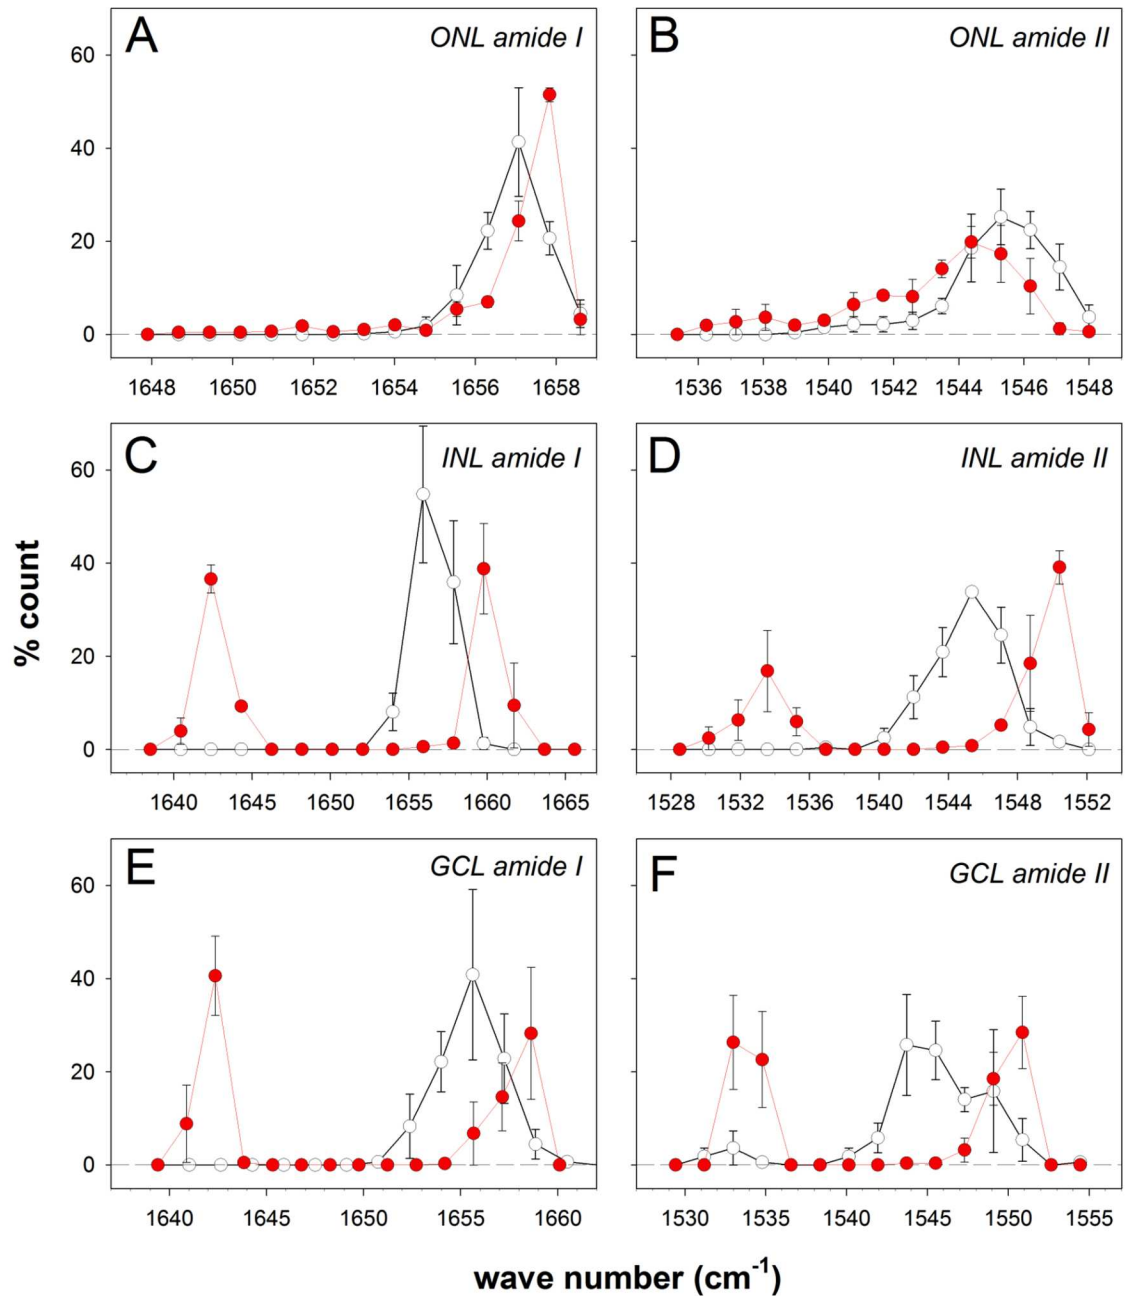 A ONL amide I
B ONL amide II
60
40
20
0
1648 1650 1652 1654 1656 1658
1536 1538 1540 1542 1544 1546 1548
C INL amide I
D INL amide II
60
40
20
0
1640 1645 1650 1655 1660 1665
1528 1532 1536 1540 1544 1548 1552
% count
E GCL amide I
F GCL amide II
60
40
20
0
1640 1645 1650 1655 1660
1530 1535 1540 1545 1550 1555
wave number (cm⁻¹)